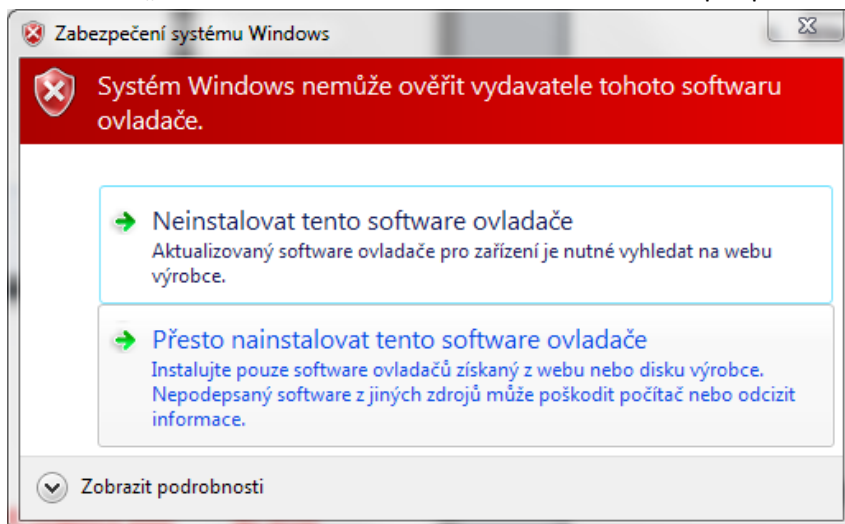 Zabezpečení systému Windows
Systém Windows nemůže ověřit vydavatele tohoto softwaru
ovladače.
Neinstalovat tento software ovladače
Aktualizovaný software ovladače pro zařízení je nutné vyhledat na webu
výrobce.
Přesto nainstalovat tento software ovladače
Instalujte pouze software ovladačů získaný z webu nebo disku výrobce.
Nepodepsaný software z jiných zdrojů může poškodit počítač nebo odcizit
informace.
Zobrazit podrobnosti